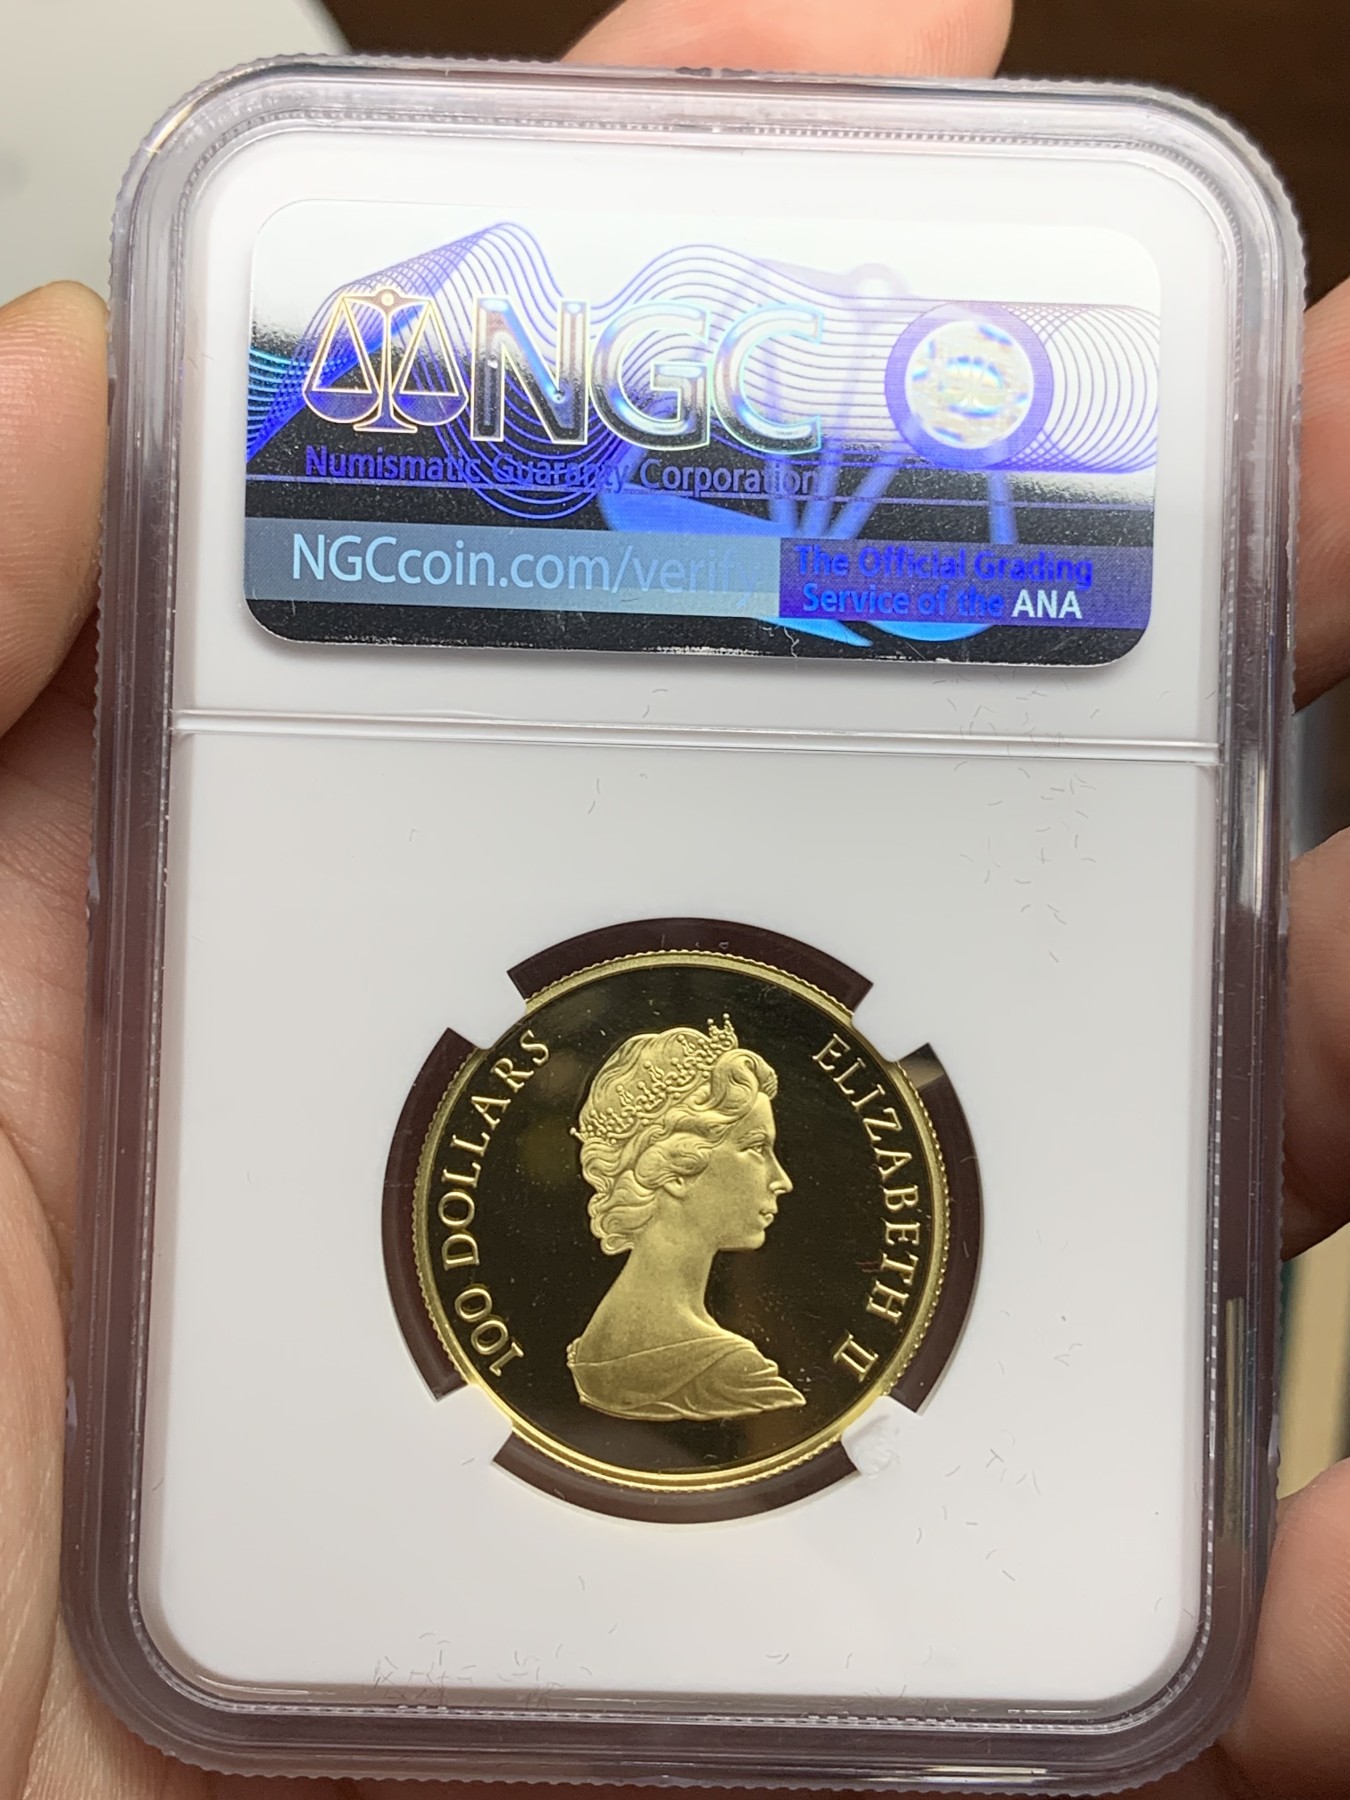 NGC
Numismatic Guaranty Corporation
NGCcoin.com/verify
The Official Grading
Service of the ANA
100 DOLLARS
ELIZABETH II